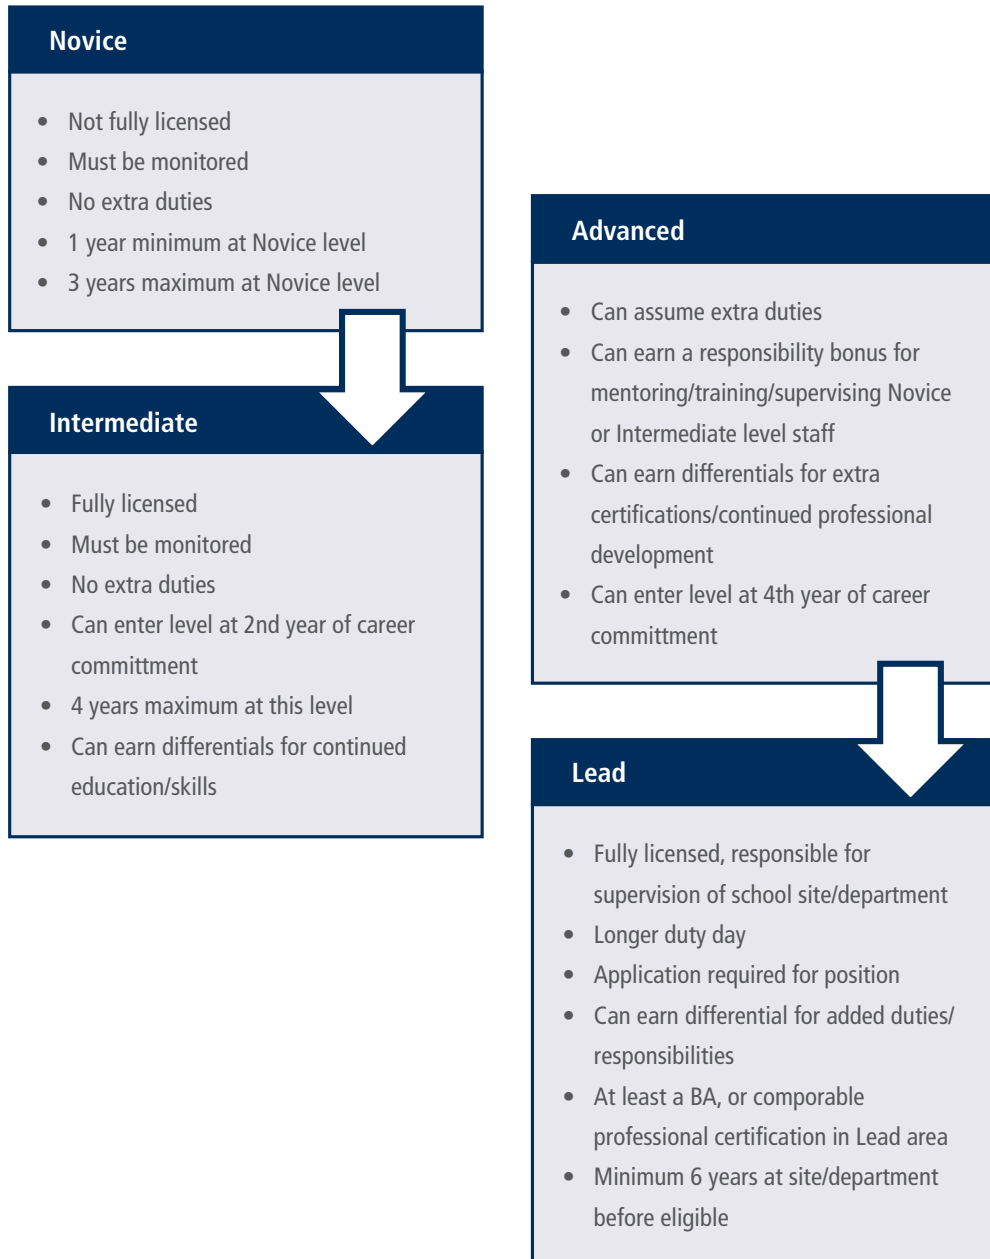 Novice
• Not fully licensed
• Must be monitored
• No extra duties
• 1 year minimum at Novice level
• 3 years maximum at Novice level
Intermediate
• Fully licensed
• Must be monitored
• No extra duties
• Can enter level at 2nd year of career
committment
• 4 years maximum at this level
• Can earn differentials for continued
education/skills
Advanced
• Can assume extra duties
• Can earn a responsibility bonus for
mentoring/training/supervising Novice
or Intermediate level staff
• Can earn differentials for extra
certifications/continued professional
development
• Can enter level at 4th year of career
committment
Lead
• Fully licensed, responsible for
supervision of school site/department
• Longer duty day
• Application required for position
• Can earn differential for added duties/
responsibilities
• At least a BA, or comporable
professional certification in Lead area
• Minimum 6 years at site/department
before eligible